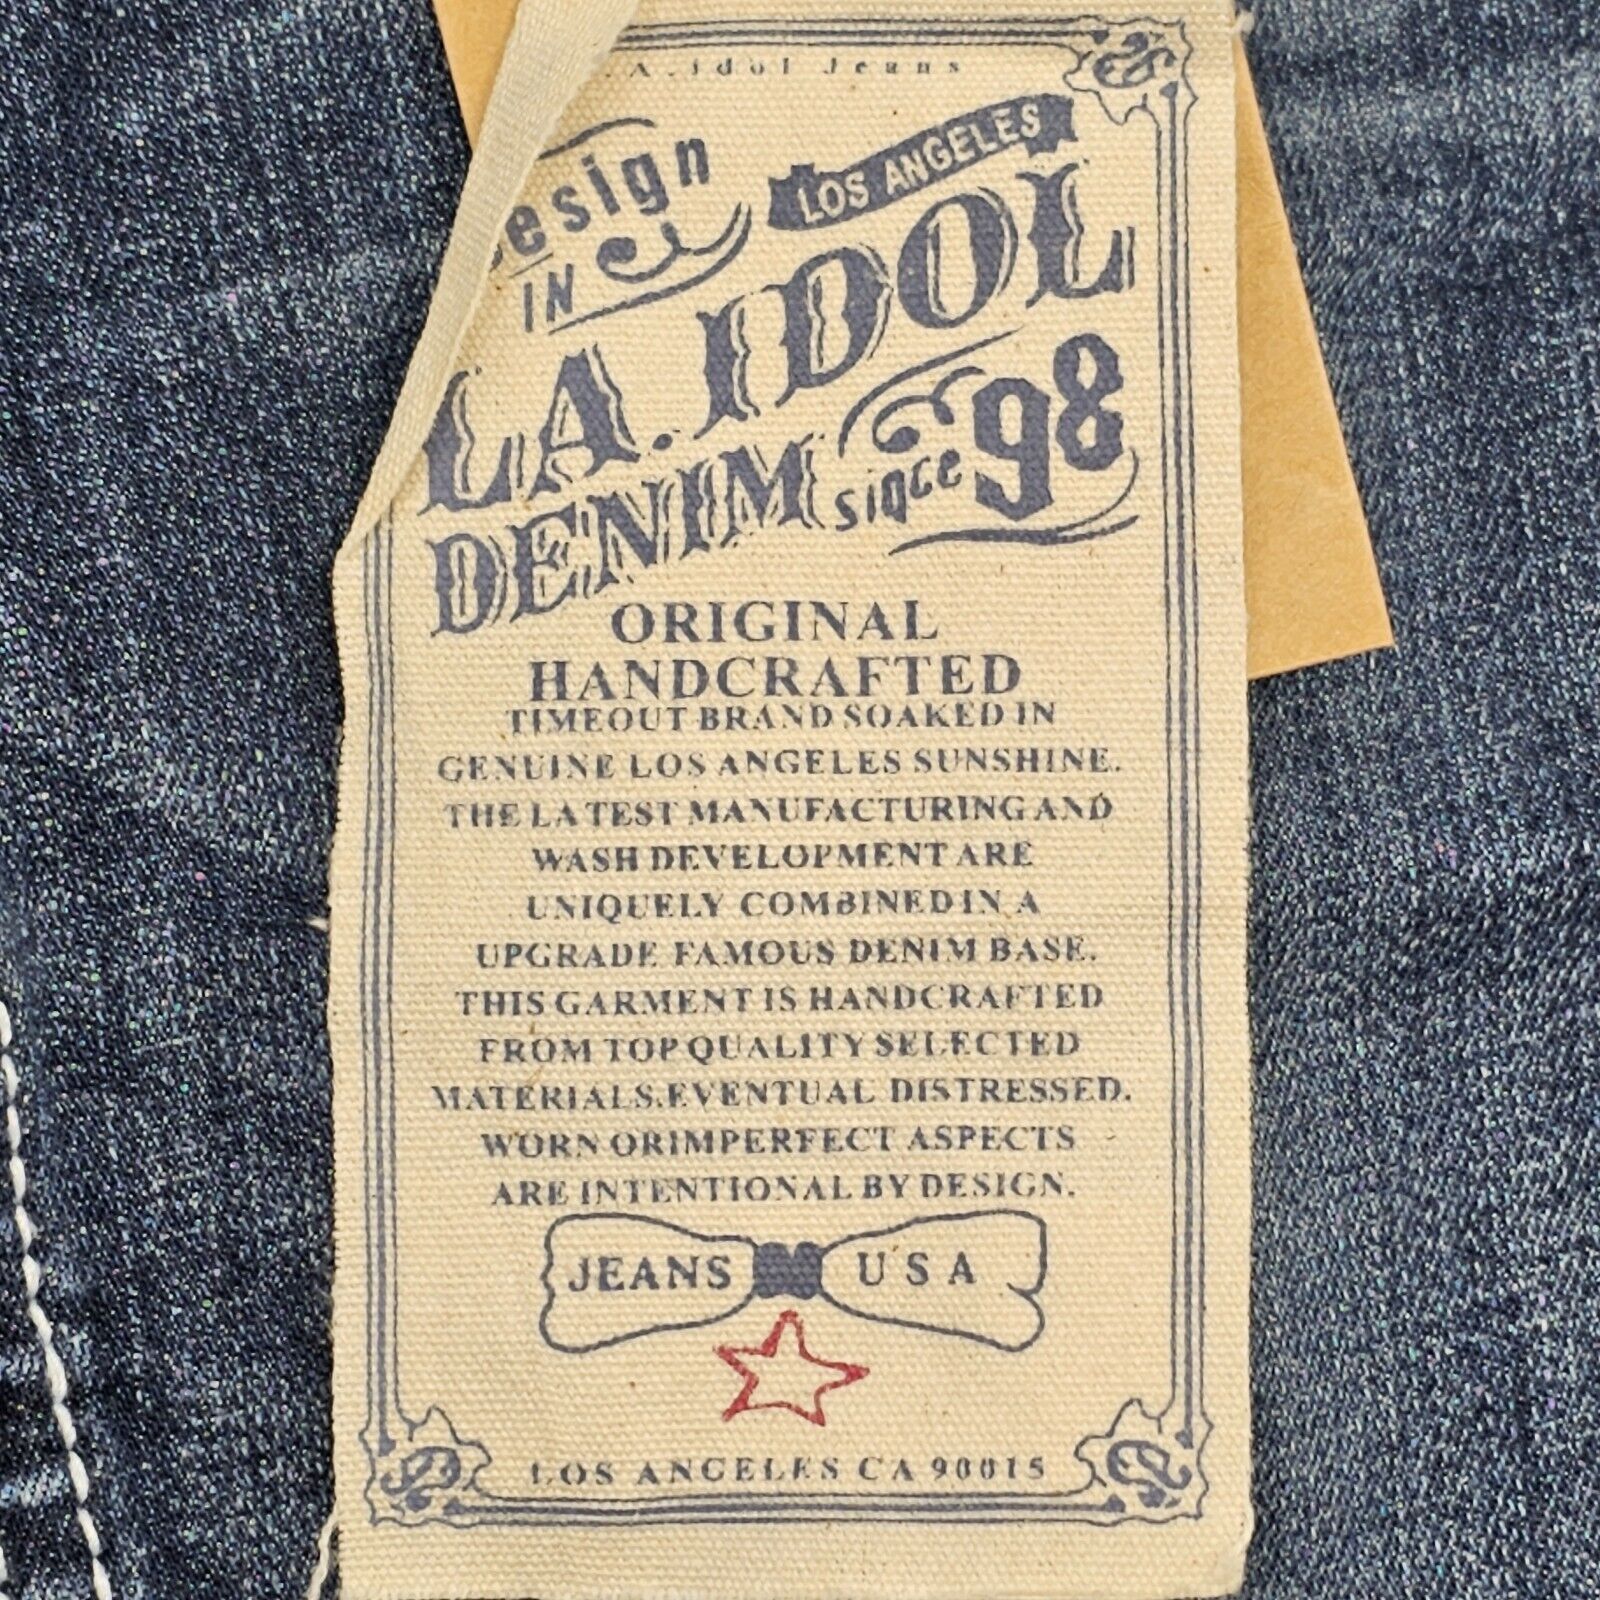 .A.idol Jeans
Design
IN
LOS ANGELES
L.A. IDOL
DENIM since 98
ORIGINAL
HANDCRAFTED
TIMEOUT BRAND SOAKED IN
GENUINE LOS ANGELES SUNSHINE.
THE LATEST MANUFACTURING AND
WASH DEVELOPMENT ARE
UNIQUELY COMBINED IN A
UPGRADE FAMOUS DENIM BASE.
THIS GARMENT IS HANDCRAFTED
FROM TOP QUALITY SELECTED
MATERIALS.EVENTUAL DISTRESSED.
WORN OR IMPERFECT ASPECTS
ARE INTENTIONAL BY DESIGN.
JEANS USA
LOS ANGELES CA 90015